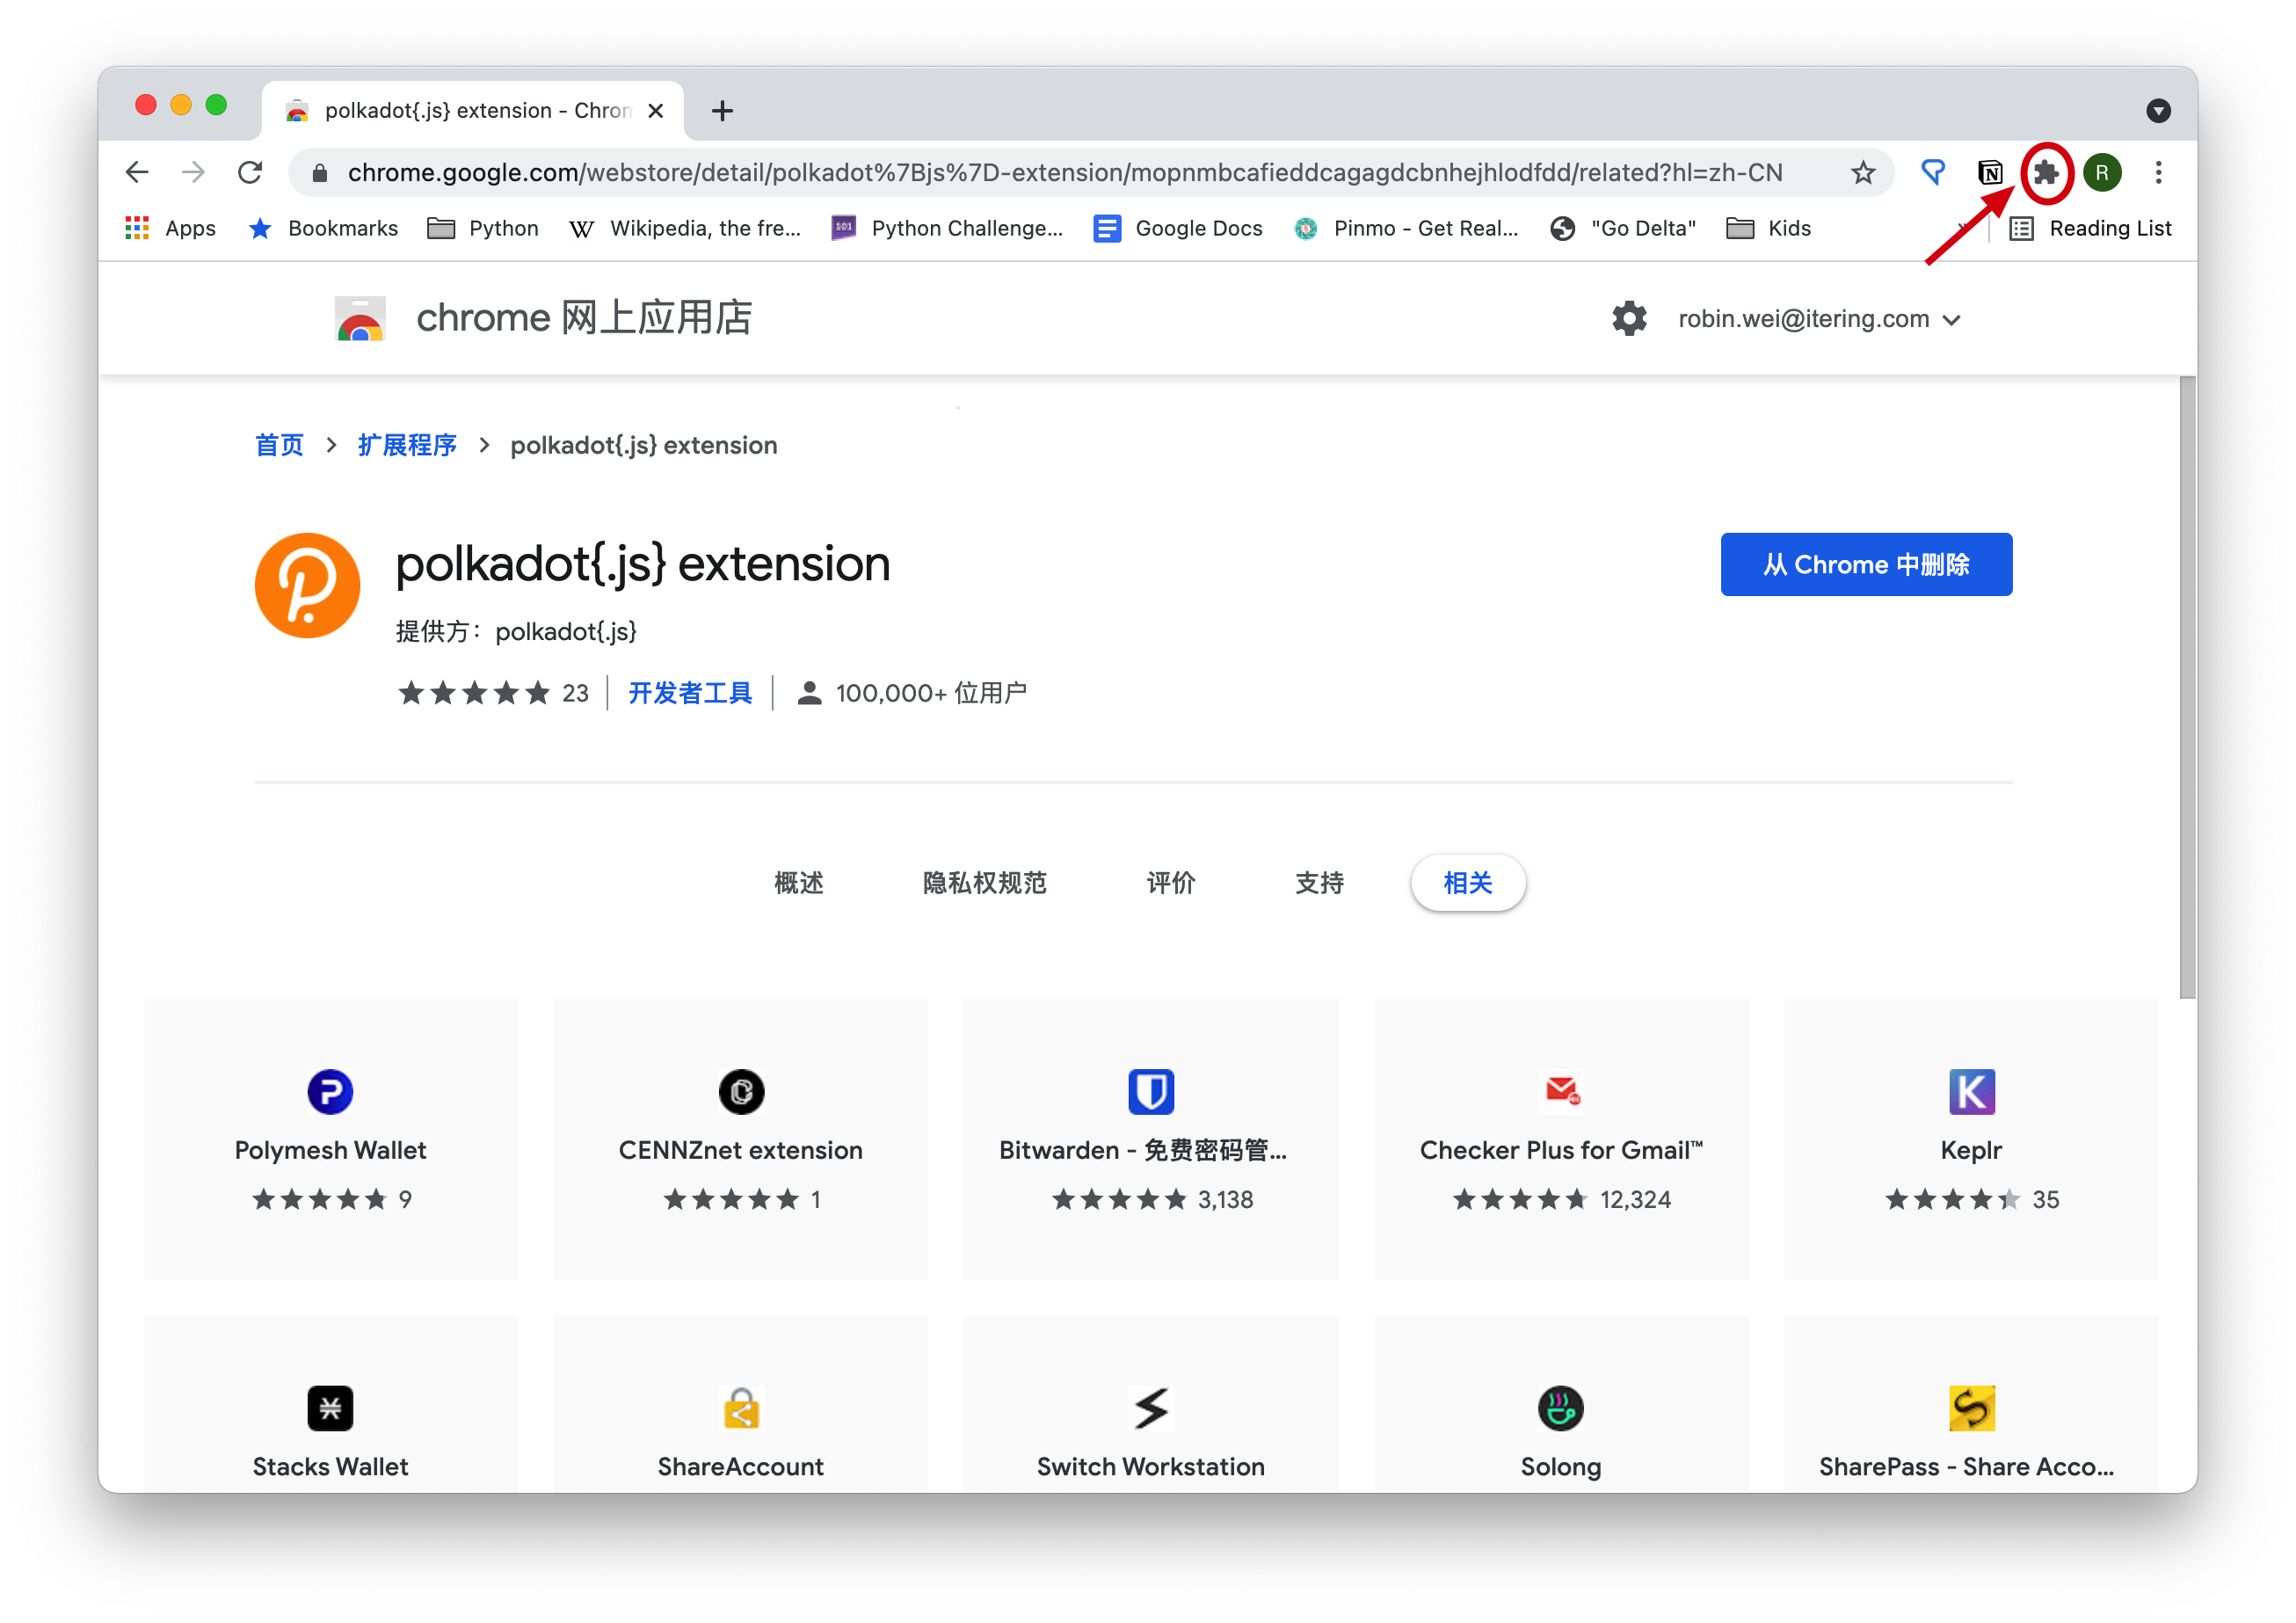 polkadot{.js} extension - Chrom
chrome.google.com/webstore/detail/polkadot%7Bjs%7D-extension/mopnmbcafieddcagagdcbnhejhlodfdd/related?hl=zh-CN
R
Apps
Bookmarks
Python
Wikipedia, the fre...
Python Challenge...
Google Docs
Pinmo - Get Real...
"Go Delta"
Kids
Reading List
chrome 网上应用店
robin.wei@itering.com
首页
扩展程序
polkadot{.js} extension
polkadot{.js} extension
从 Chrome 中删除
提供方： polkadot{.js}
23
开发者工具
100,000+ 位用户
概述
隐私权规范
评价
支持
相关
Polymesh Wallet
9
CENNZnet extension
1
Bitwarden - 免费密码管...
3,138
Checker Plus for Gmail™
12,324
Keplr
35
Stacks Wallet
ShareAccount
Switch Workstation
Solong
SharePass - Share Acco...